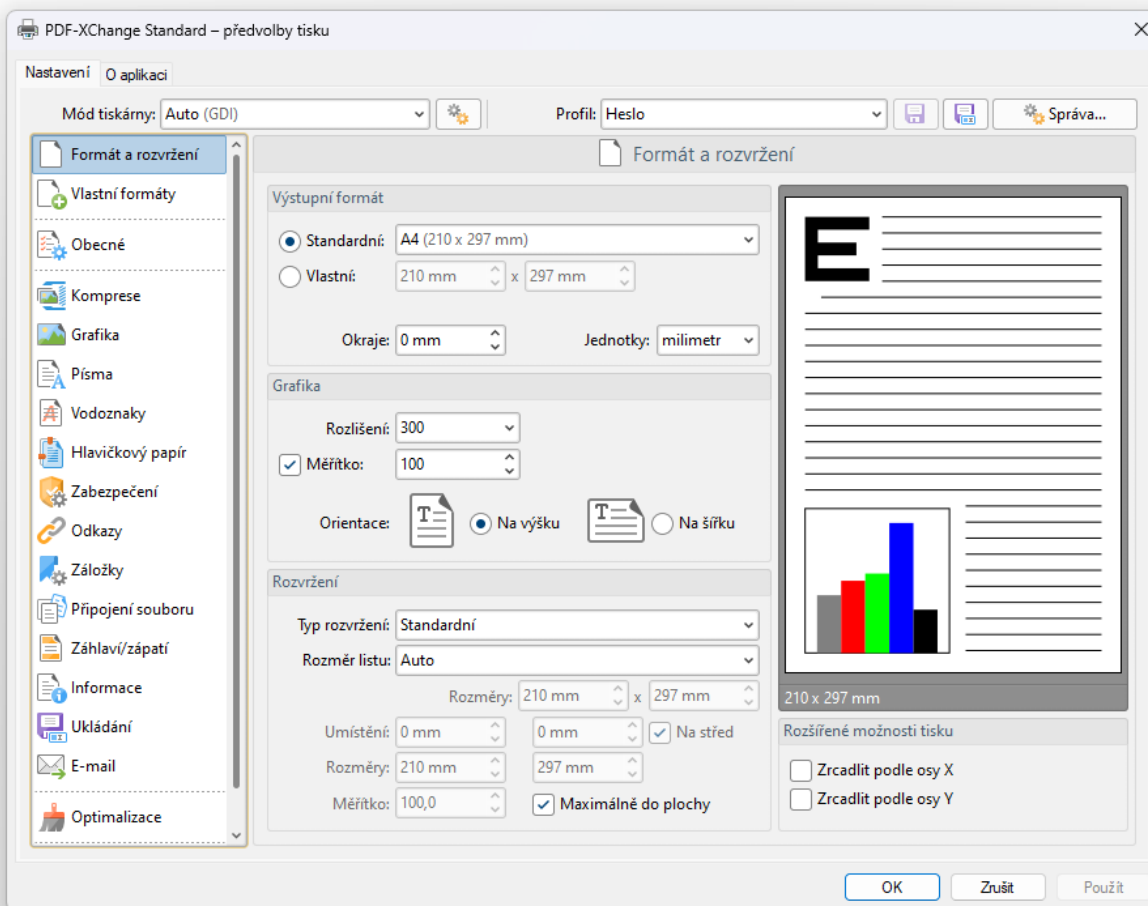 PDF-XChange Standard – předvolby tisku
Nastavení O aplikaci
Mód tiskárny: Auto (GDI) Profil: Heslo Správa...
Formát a rozvržení
Vlastní formáty
Obecné
Komprese
Grafika
Písma
Vodoznaky
Hlavičkový papír
Zabezpečení
Odkazy
Záložky
Připojení souboru
Záhlaví/zápatí
Informace
Ukládání
E-mail
Optimalizace
Formát a rozvržení
Výstupní formát
Standardní: A4 (210 x 297 mm)
Vlastní: 210 mm x 297 mm
Okraje: 0 mm Jednotky: milimetr
Grafika
Rozlišení: 300
Měřítko: 100
Orientace: T Na výšku T Na šířku
Rozvržení
Typ rozvržení: Standardní
Rozměr listu: Auto
Rozměry: 210 mm x 297 mm
Umístění: 0 mm 0 mm Na střed
Rozměry: 210 mm 297 mm
Měřítko: 100,0 Maximálně do plochy
E
210 x 297 mm
Rozšířené možnosti tisku
Zrcadlit podle osy X
Zrcadlit podle osy Y
OK Zrušit Použít